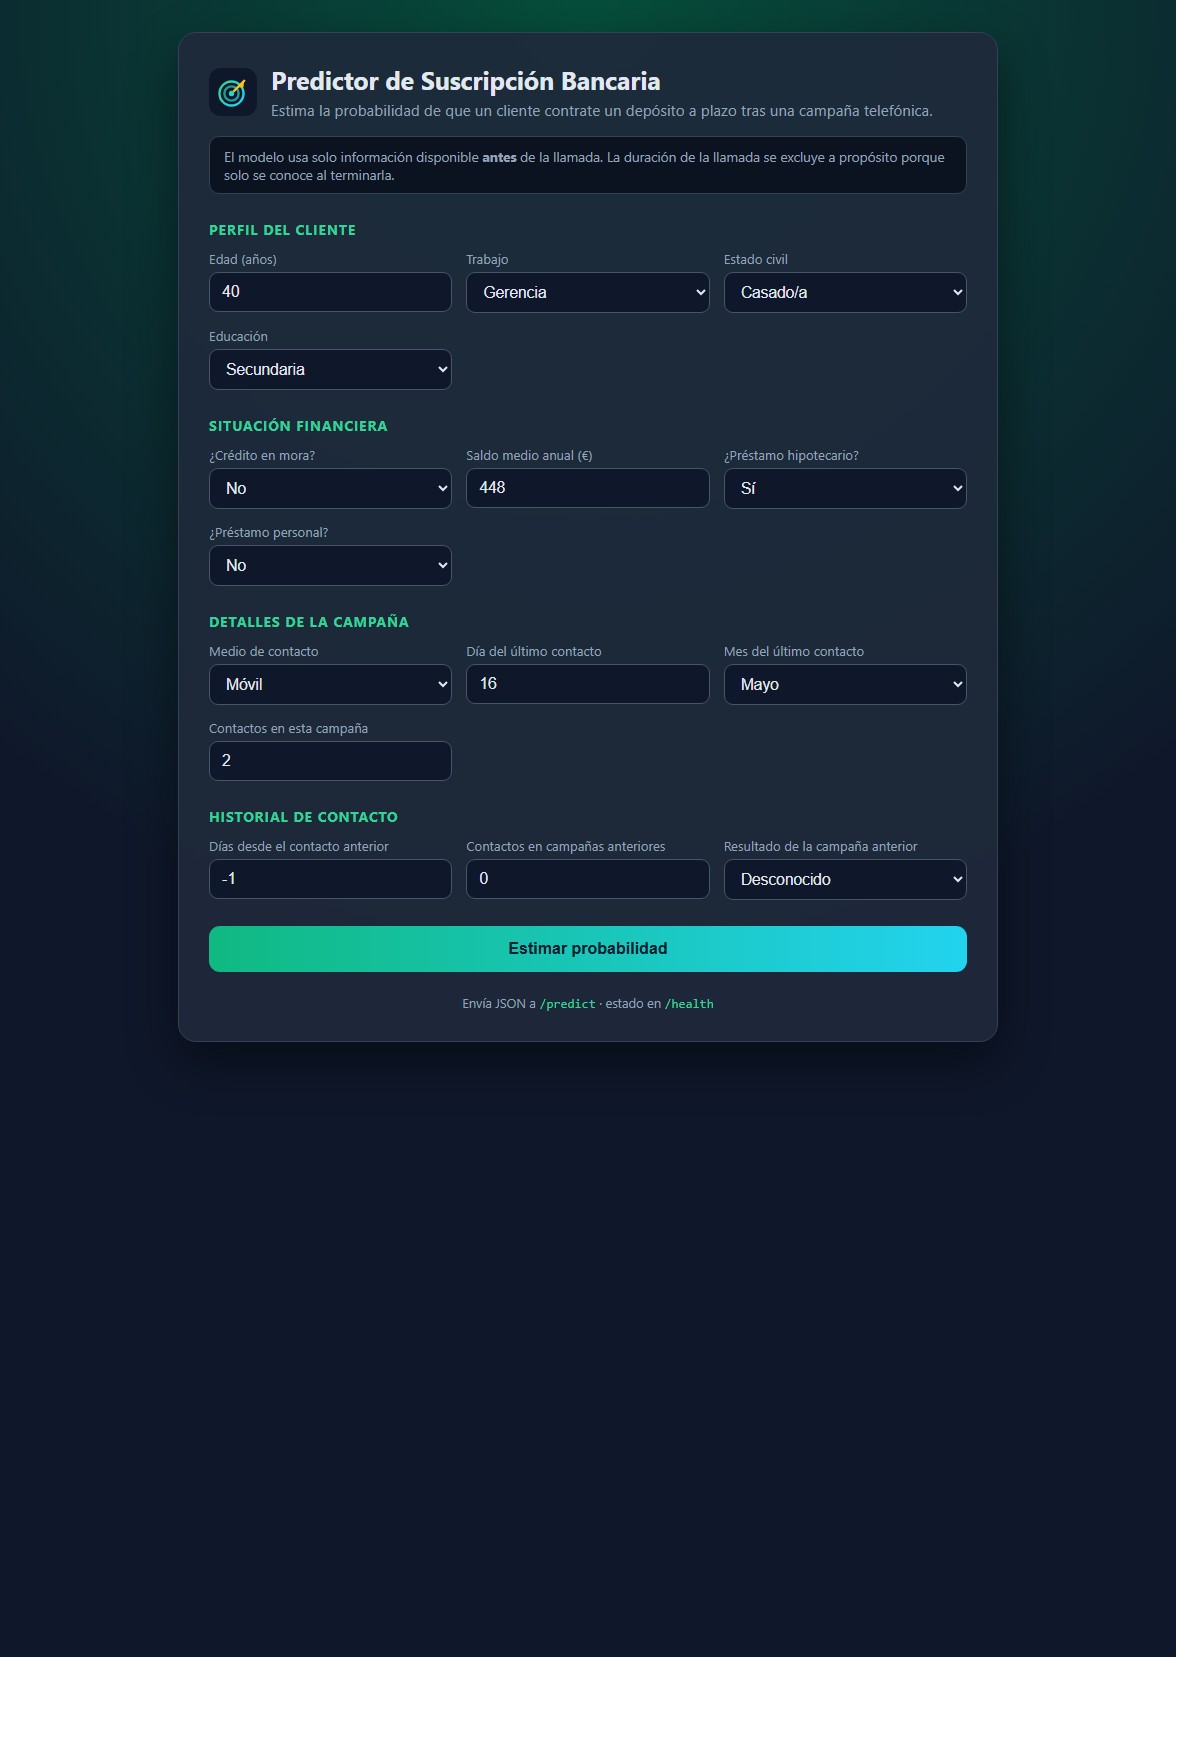 Predictor de Suscripción Bancaria
Estima la probabilidad de que un cliente contrate un depósito a plazo tras una campaña telefónica.
El modelo usa solo información disponible antes de la llamada. La duración de la llamada se excluye a propósito porque
solo se conoce al terminarla.
PERFIL DEL CLIENTE
Edad (años) Trabajo Estado civil
40 Gerencia Casado/a
Educación
Secundaria
SITUACIÓN FINANCIERA
¿Crédito en mora? Saldo medio anual (€) ¿Préstamo hipotecario?
No 448 Sí
¿Préstamo personal?
No
DETALLES DE LA CAMPAÑA
Medio de contacto Día del último contacto Mes del último contacto
Móvil 16 Mayo
Contactos en esta campaña
2
HISTORIAL DE CONTACTO
Días desde el contacto anterior Contactos en campañas anteriores Resultado de la campaña anterior
-1 0 Desconocido
Estimar probabilidad
Envía JSON a /predict · estado en /health